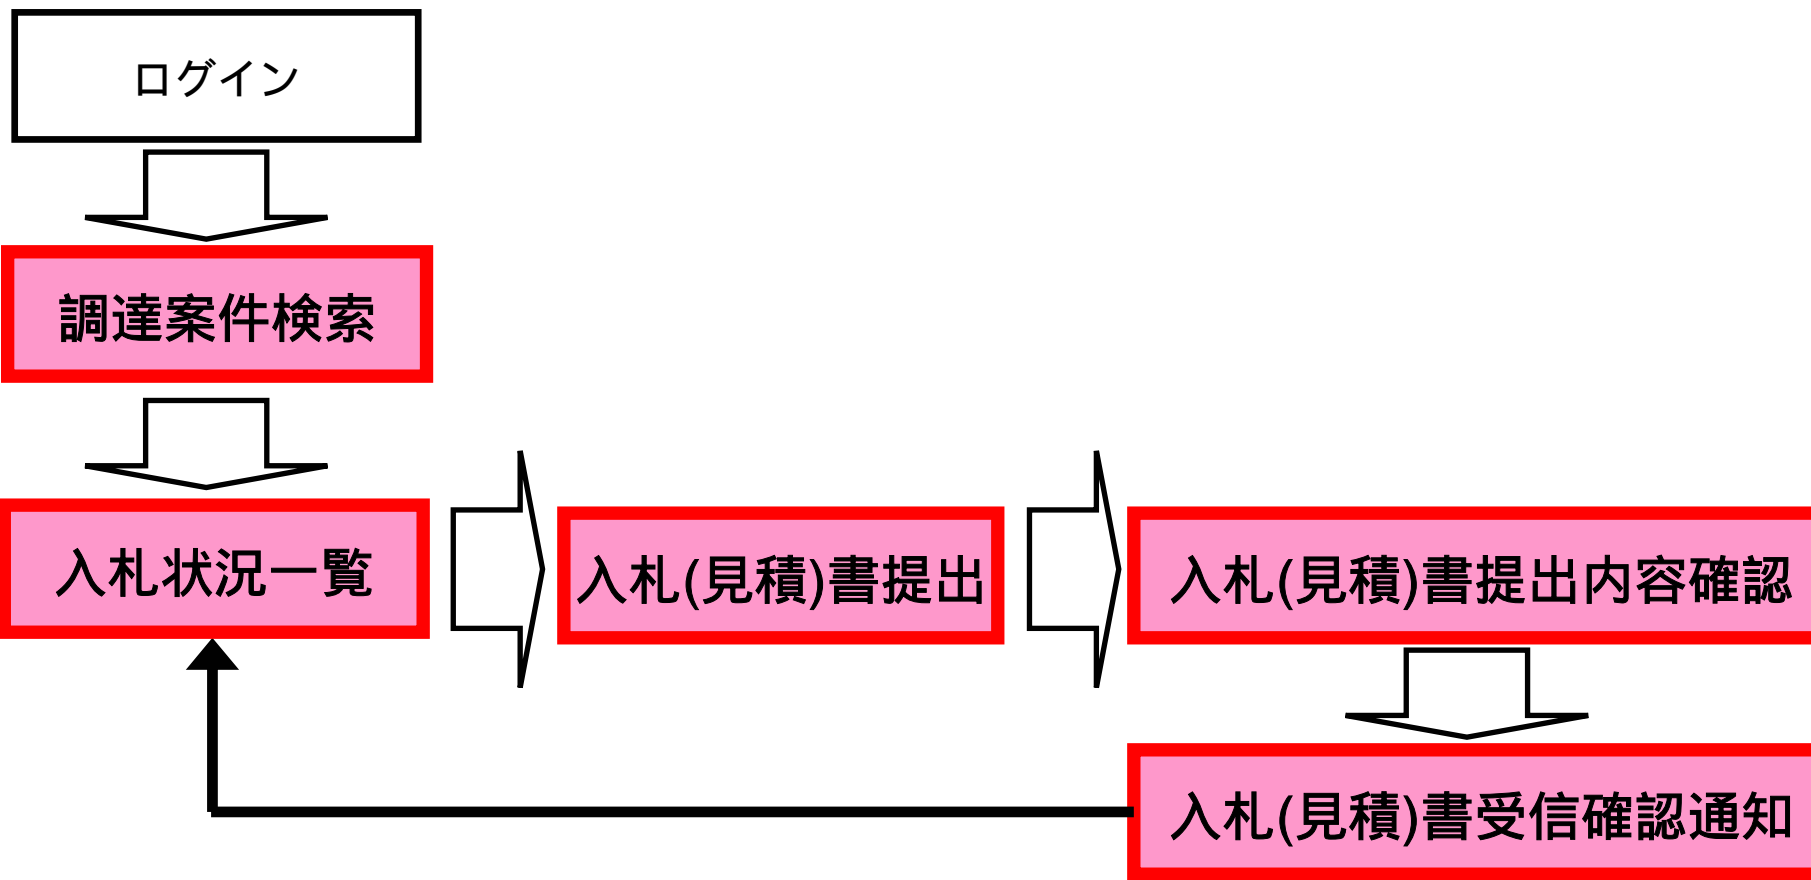 ログイン
調達案件検索
入札状況一覧
入札(見積)書提出
入札(見積)書提出内容確認
入札(見積)書受信確認通知